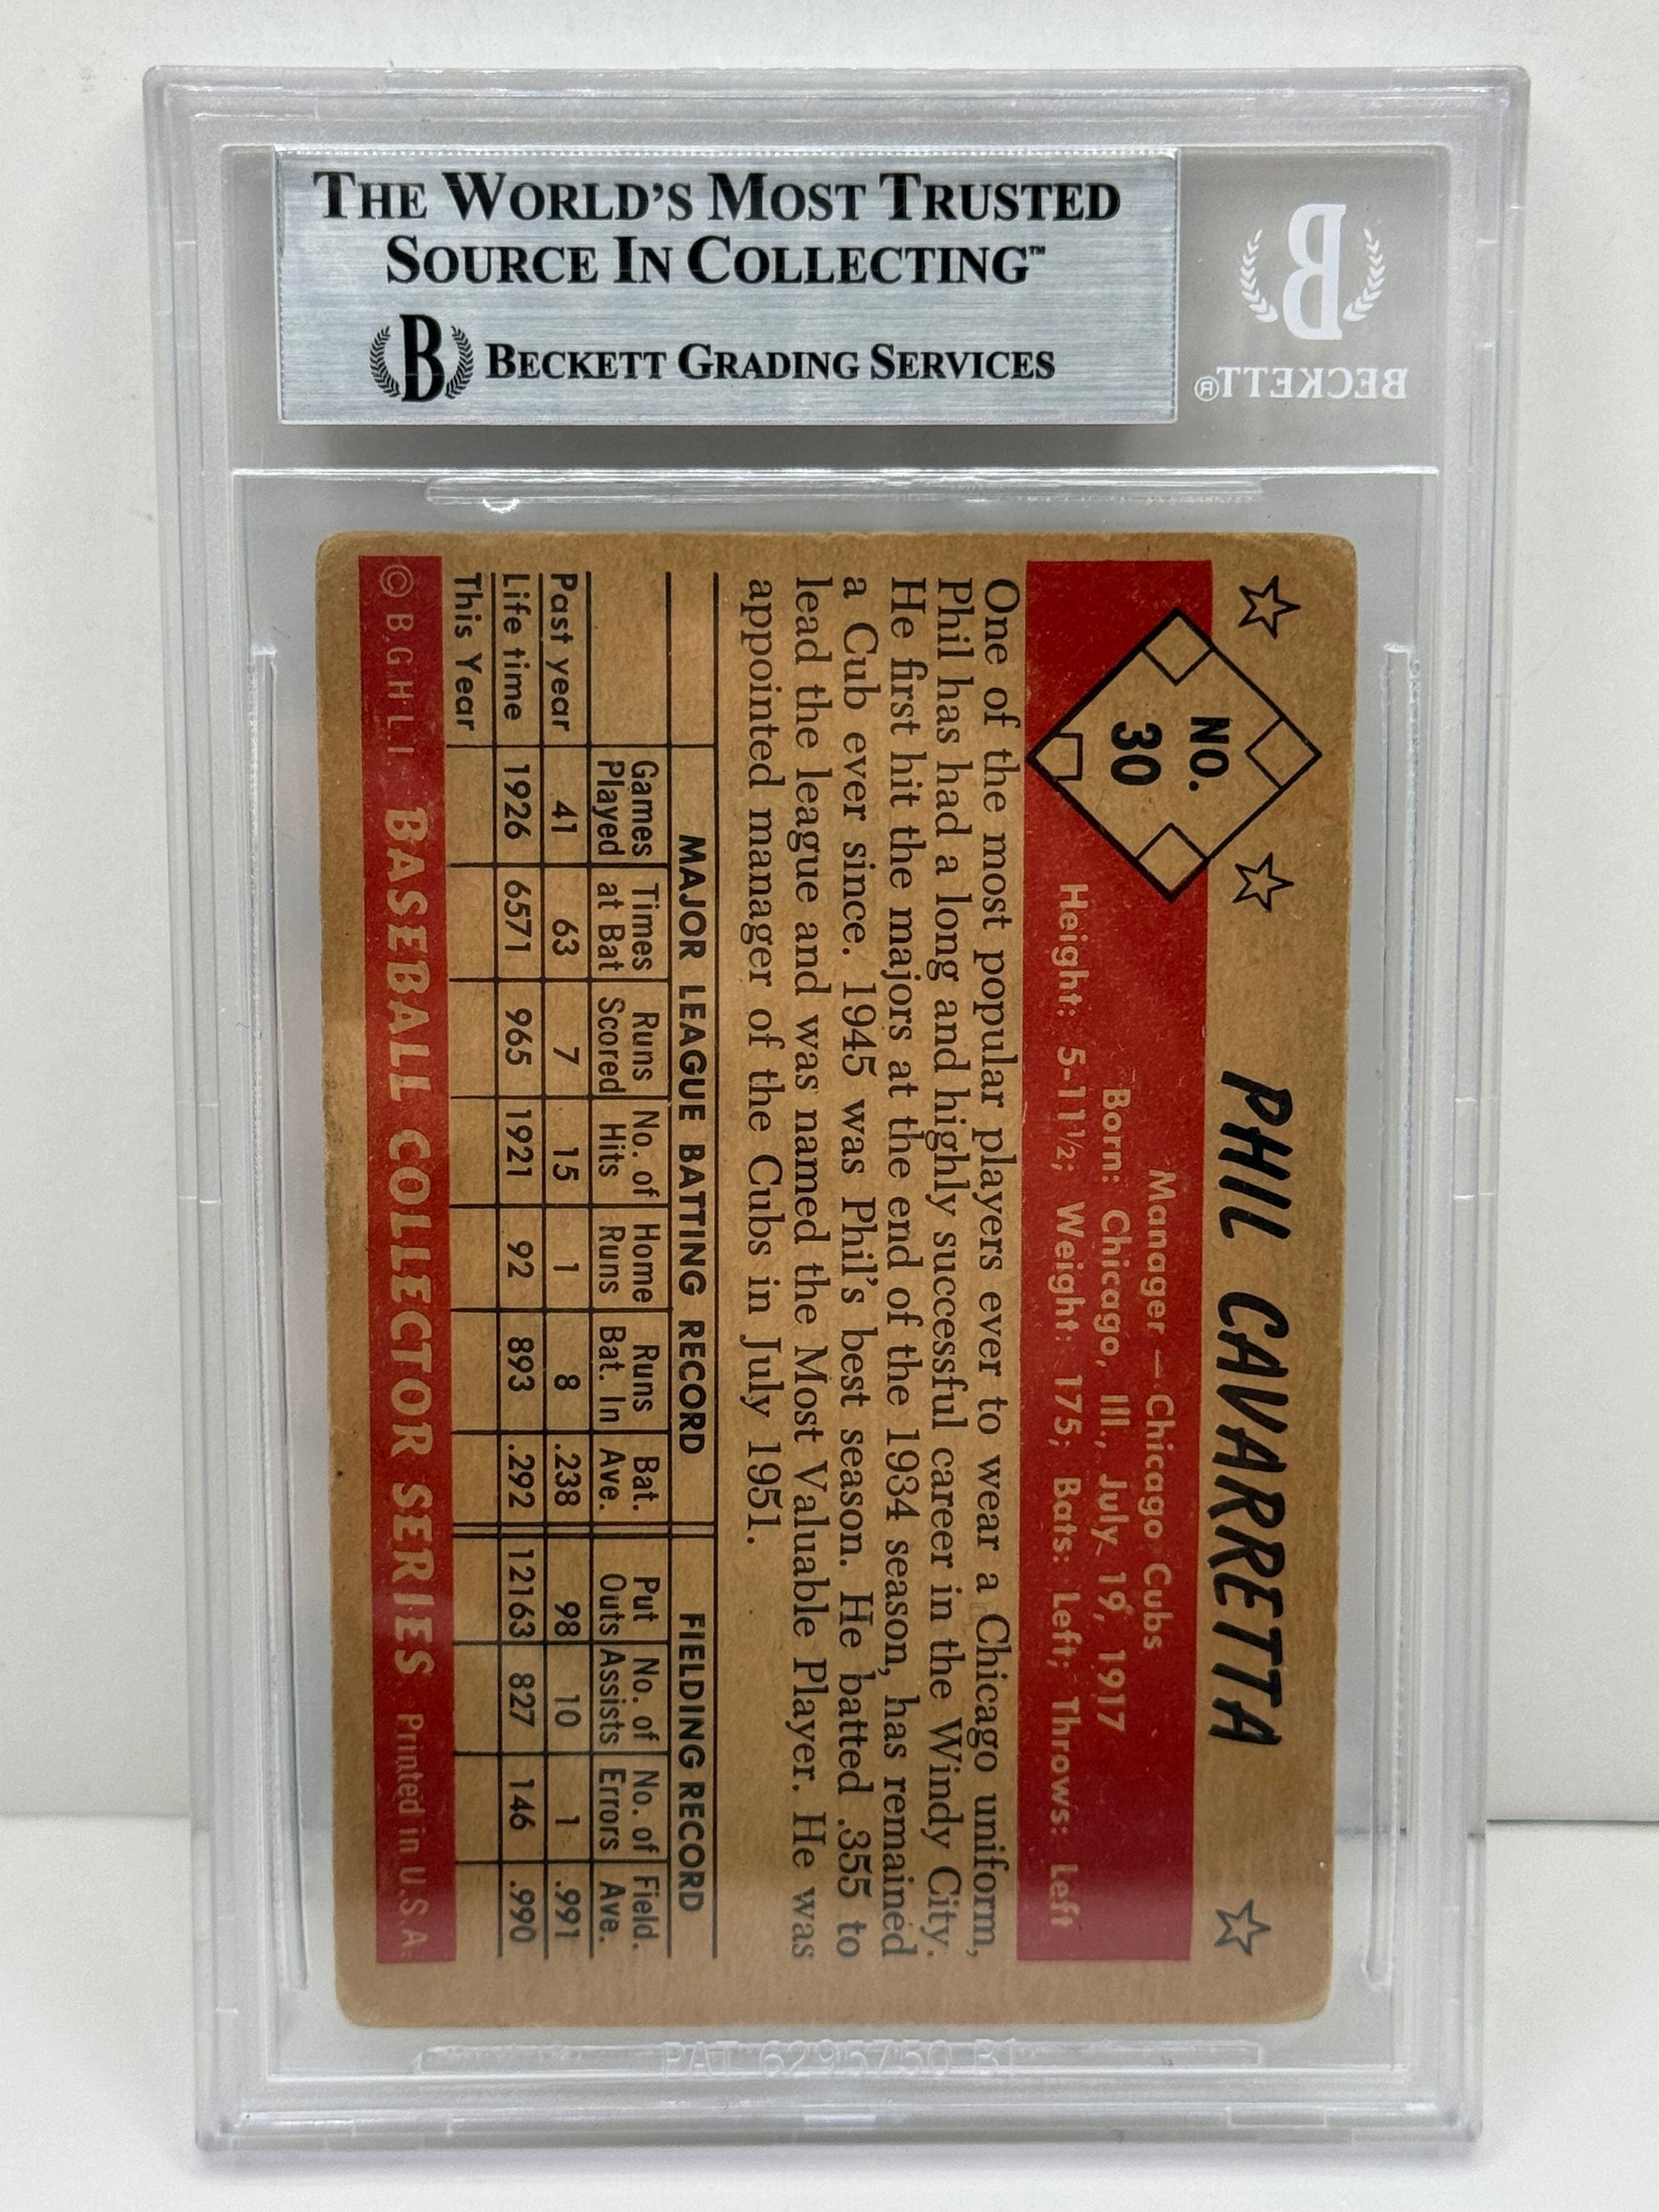 THE WORLD'S MOST TRUSTED
SOURCE IN COLLECTING™
B BECKETT GRADING SERVICES
B
BECKETT®
NO.
30
PHIL CAVARRETTA
Manager — Chicago Cubs
Born: Chicago, Ill., July 19, 1917
Height: 5-11½; Weight: 175; Bats: Left; Throws: Left
One of the most popular players ever to wear a Chicago uniform,
Phil has had a long and highly successful career in the Windy City.
He first hit the majors at the end of the 1934 season, has remained
a Cub ever since. 1945 was Phil's best season. He batted .355 to
lead the league and was named the Most Valuable Player. He was
appointed manager of the Cubs in July 1951.
MAJOR LEAGUE BATTING RECORD FIELDING RECORD
Games Times Runs No. of Home Runs Bat. Put No. of No. of Field.
Played at Bat Scored Hits Runs Bat. In Ave. Outs Assists Errors Ave.
Past year 41 63 7 15 1 8 .238 98 10 1 .991
Life time 1926 6571 965 1921 92 893 .292 12163 827 146 .990
This Year
© B.G.H.L.I. BASEBALL COLLECTOR SERIES Printed in U.S.A.
PAT 6295750 B1